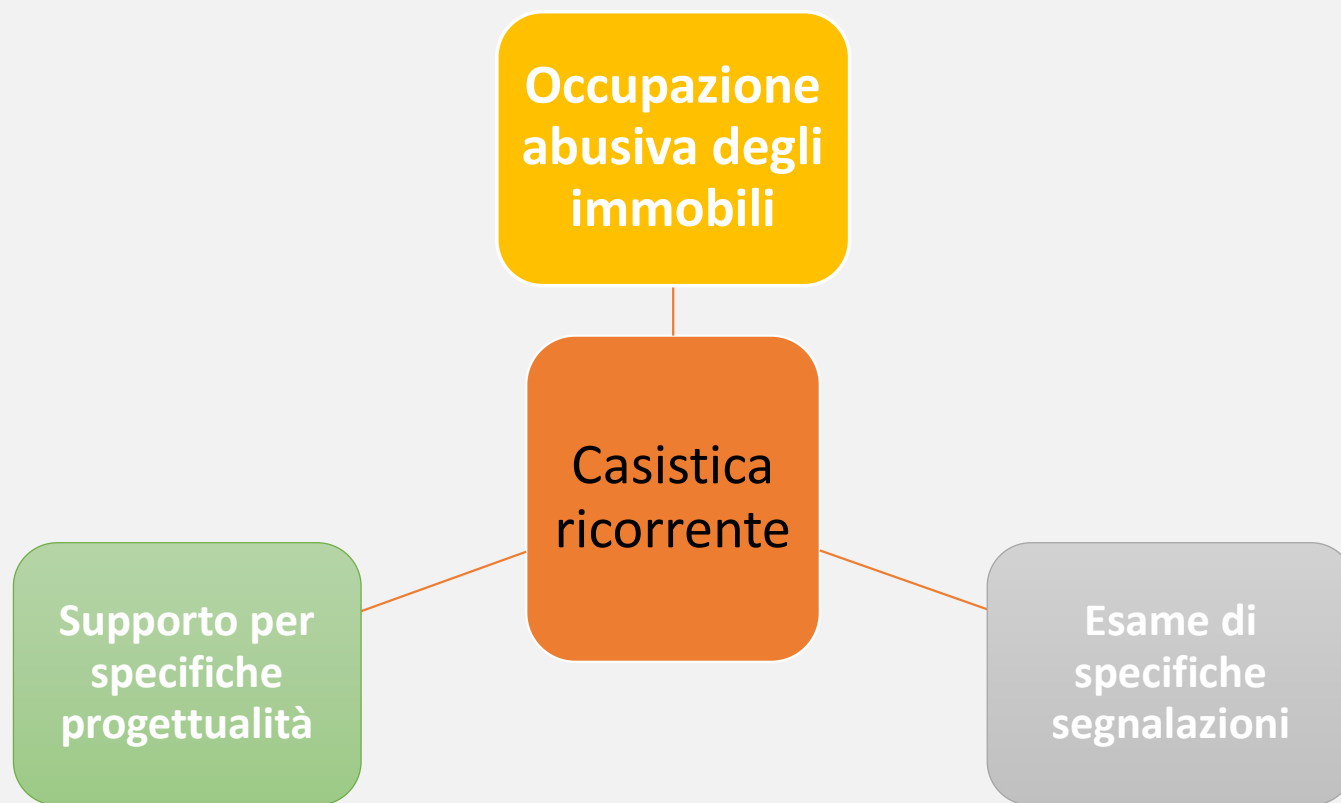 Occupazione
abusiva degli
immobili
Casistica
ricorrente
Supporto per
specifiche
progettualità
Esame di
specifiche
segnalazioni